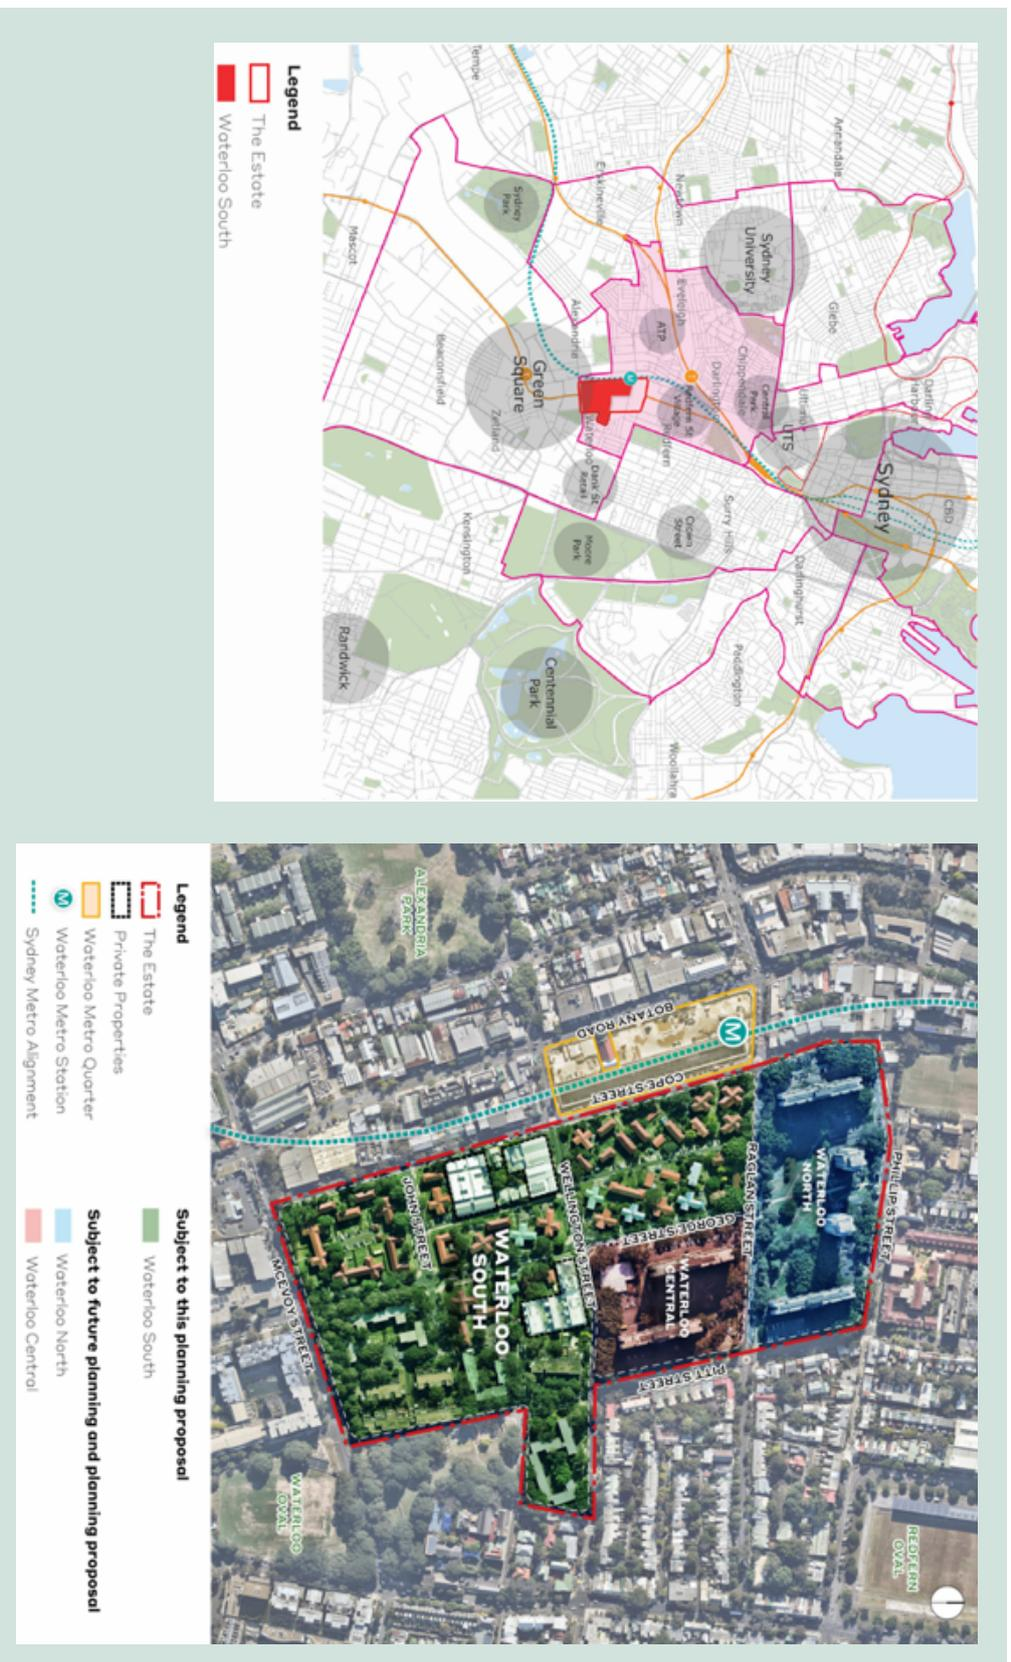 Tempe
Annandale
Erskineville
Newtown
Sydney
Park
Sydney
University
Mascot
Glebe
Eveleigh
Alexandria
ATP
Green
Square
Beaconsfield
Darlington
Chippendale
Central
Park
UTS
Redfern
Village
Waterloo
Zetland
Danks St
Retail
Sydney
CBD
Surry Hills
Crown
Street
Moore
Park
Kensington
Darlinghurst
Paddington
Centennial
Park
Randwick
Woollahra
Legend
The Estate
Waterloo South
ALEXANDRIA
PARK
BOTANY ROAD
M
COPE STREET
PHILLIP STREET
WATERLOO
NORTH
RAGLAN STREET
GEORGE STREET
WATERLOO
CENTRAL
WELLINGTON STREET
PITT STREET
JOHN STREET
WATERLOO
SOUTH
MCEVOY STREET
WATERLOO
OVAL
REDFERN
OVAL
Legend
The Estate
Private Properties
Waterloo Metro Quarter
M Waterloo Metro Station
Sydney Metro Alignment
Subject to this planning proposal
Waterloo South
Subject to future planning and planning proposal
Waterloo North
Waterloo Central